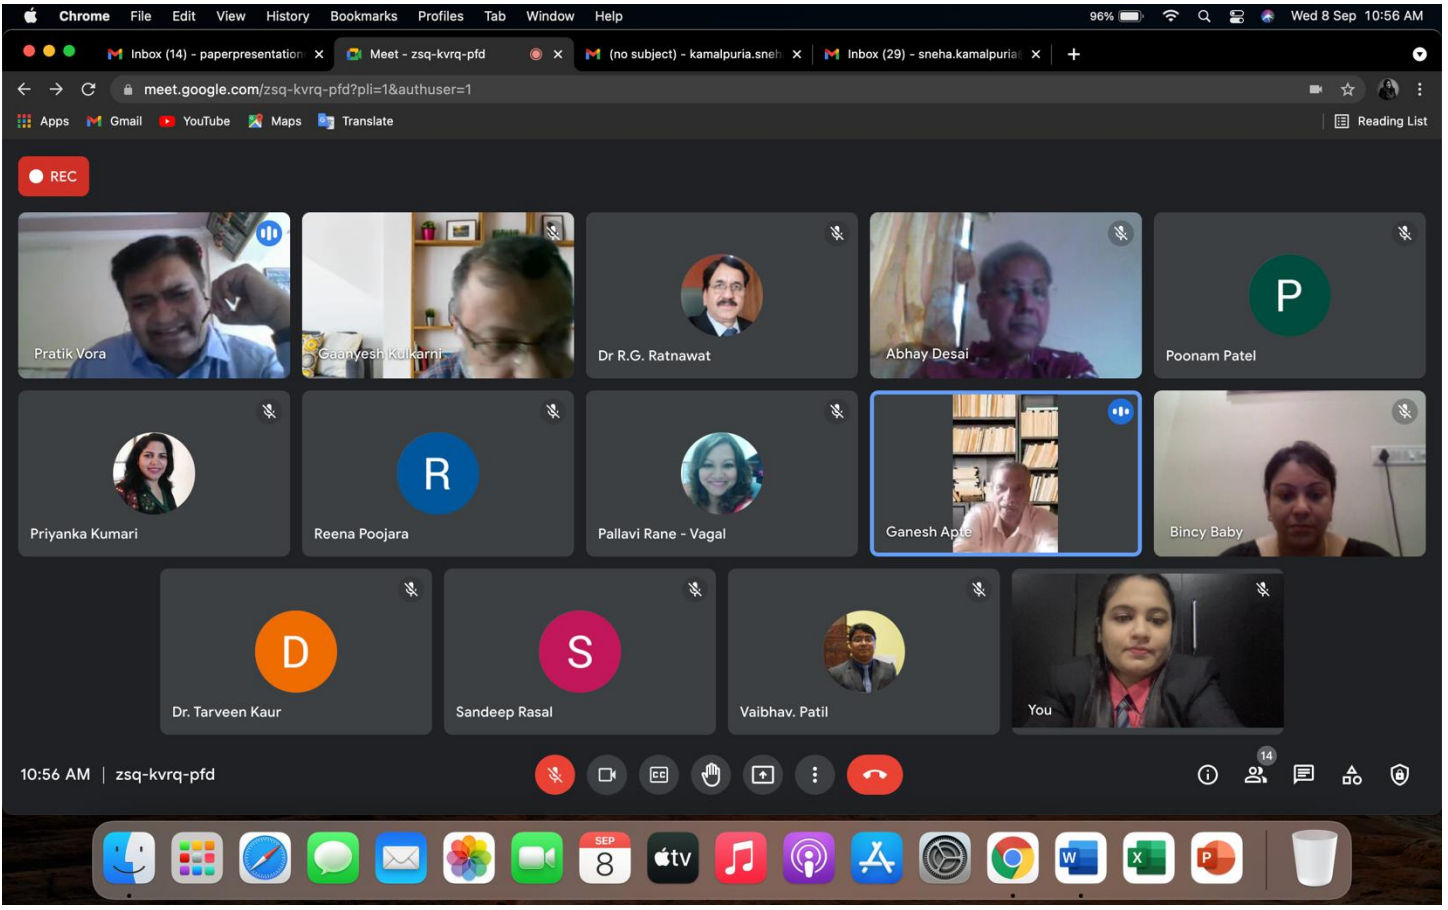 Chrome File Edit View History Bookmarks Profiles Tab Window Help 96% Wed 8 Sep 10:56 AM
Inbox (14) - paperpresentation Meet - zsq-kvrq-pfd (no subject) - kamalpuria.sneh Inbox (29) - sneha.kamalpuria
meet.google.com/zsq-kvrq-pfd?pli=1&authuser=1
Apps Gmail YouTube Maps Translate Reading List
REC
Pratik Vora Gaanyesh Kulkarni Dr R.G. Ratnawat Abhay Desai P Poonam Patel
Priyanka Kumari R Reena Poojara Pallavi Rane - Vagal Ganesh Apte Bincy Baby
D Dr. Tarveen Kaur S Sandeep Rasal Vaibhav. Patil You
10:56 AM | zsq-kvrq-pfd CC 14
SEP
8 tv W X P